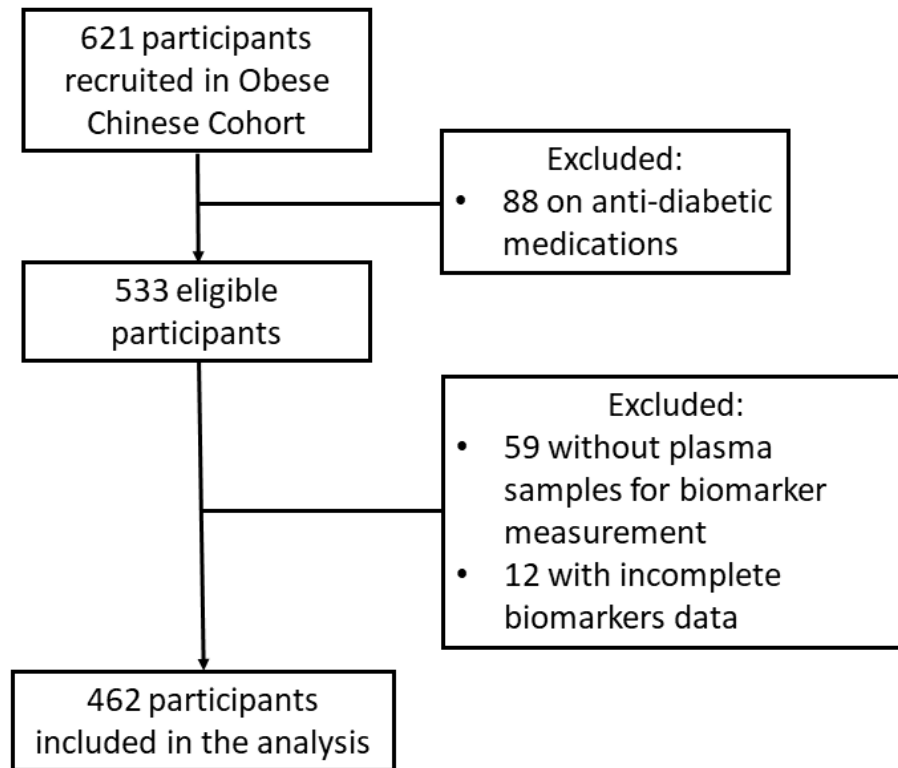 621 participants
recruited in Obese
Chinese Cohort
Excluded:
• 88 on anti-diabetic
medications
533 eligible
participants
Excluded:
• 59 without plasma
samples for biomarker
measurement
• 12 with incomplete
biomarkers data
462 participants
included in the analysis